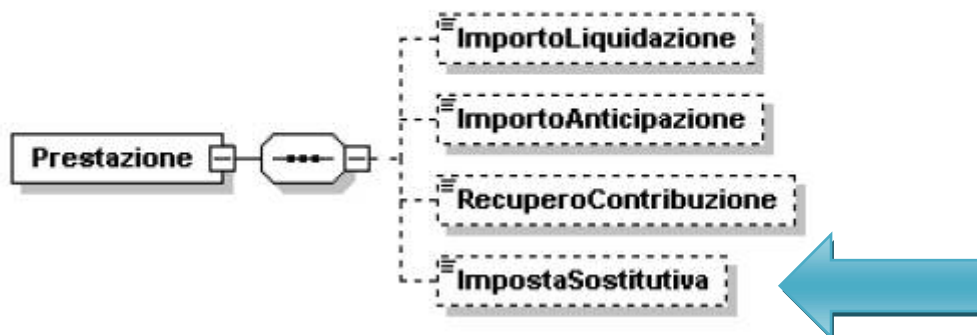 ImportoLiquidazione
ImportoAnticipazione
Prestazione
RecuperoContribuzione
ImpostaSostitutiva